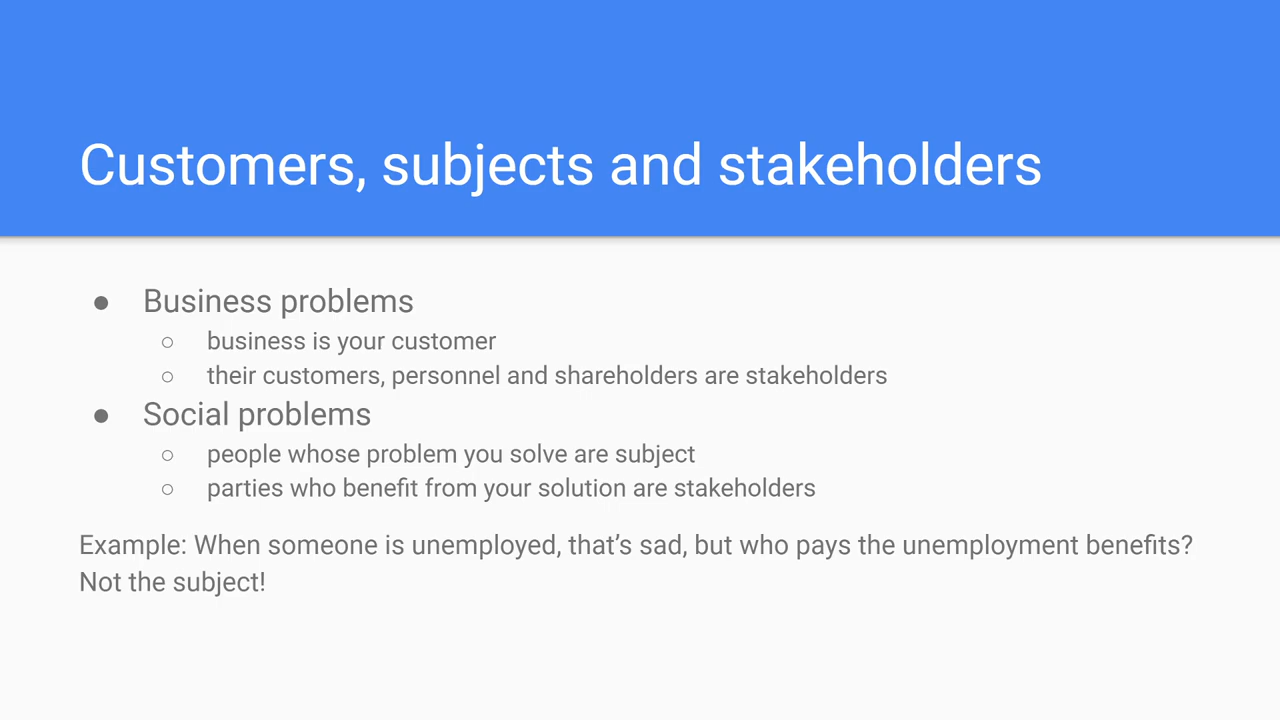 Customers, subjects and stakeholders
● Business problems
○ business is your customer
○ their customers, personnel and shareholders are stakeholders
● Social problems
○ people whose problem you solve are subject
○ parties who benefit from your solution are stakeholders
Example: When someone is unemployed, that’s sad, but who pays the unemployment benefits?
Not the subject!